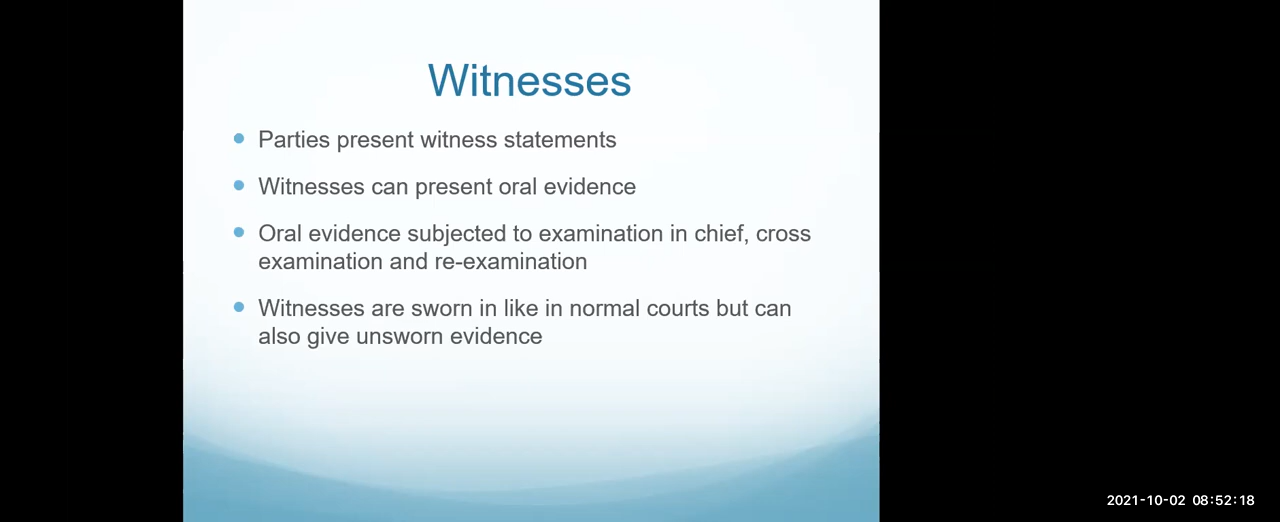 Witnesses
Parties present witness statements
Witnesses can present oral evidence
Oral evidence subjected to examination in chief, cross
examination and re-examination
Witnesses are sworn in like in normal courts but can
also give unsworn evidence
2021-10-02 08:52:18